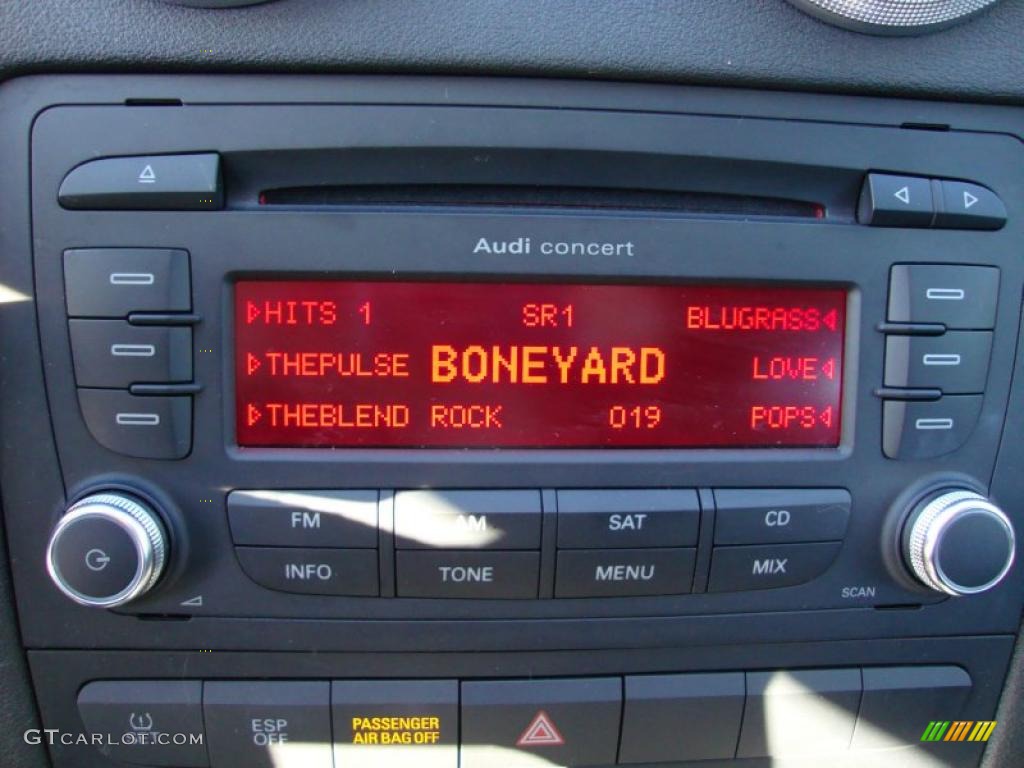 Audi concert
HITS 1 SR1 BLUGRASS
THEPULSE BONEYARD LOVE
THEBLEND ROCK 019 POPS
FM AM SAT CD
INFO TONE MENU MIX
SCAN
ESP OFF
PASSENGER
AIR BAG OFF
GTCARLOT.COM